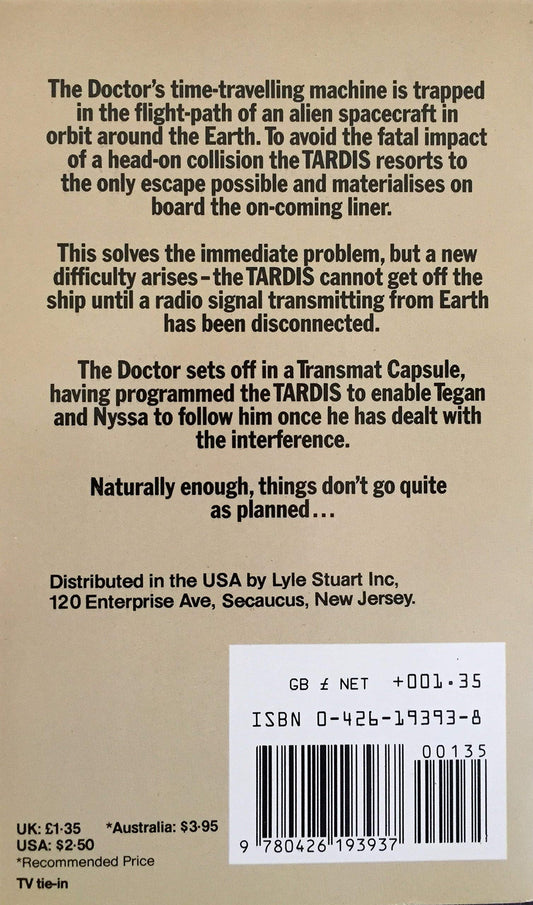 The Doctor's time-travelling machine is trapped
in the flight-path of an alien spacecraft in
orbit around the Earth. To avoid the fatal impact
of a head-on collision the TARDIS resorts to
the only escape possible and materialises on
board the on-coming liner.
This solves the immediate problem, but a new
difficulty arises – the TARDIS cannot get off the
ship until a radio signal transmitting from Earth
has been disconnected.
The Doctor sets off in a Transmat Capsule,
having programmed the TARDIS to enable Tegan
and Nyssa to follow him once he has dealt with
the interference.
Naturally enough, things don't go quite
as planned...
Distributed in the USA by Lyle Stuart Inc,
120 Enterprise Ave, Secaucus, New Jersey.
GB £ NET +001.35
ISBN 0-426-19393-8
00135
9 780426 193937
UK: £1·35 *Australia: $3·95
USA: $2·50
*Recommended Price
TV tie-in